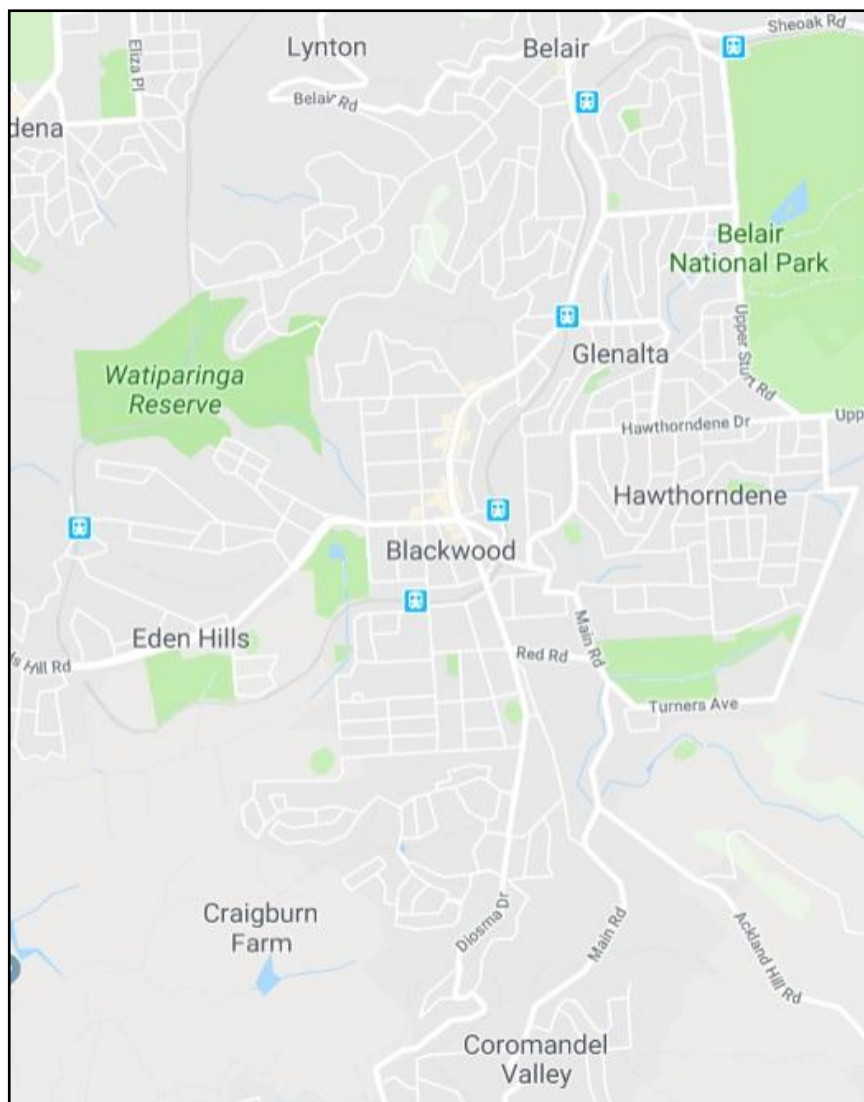 Sheoak Rd
Lynton
Belair
Eliza Pl
Belair Rd
dena
Belair
National Park
Upper Sturt Rd
Glenalta
Watiparinga
Reserve
Hawthorndene Dr
Upp
Hawthorndene
Blackwood
Eden Hills
Main Rd
Red Rd
ds Hill Rd
Turners Ave
Craigburn
Farm
Diosma Dr
Main Rd
Ackland Hill Rd
Coromandel
Valley